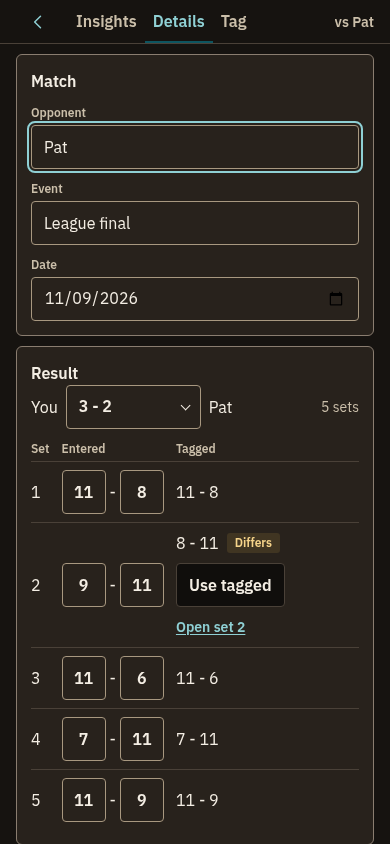 Insights Details Tag vs Pat
Match
Opponent
Pat
Event
League final
Date
11/09/2026
Result
You 3 - 2 Pat 5 sets
Set Entered Tagged
1 11 - 8 11 - 8
8 - 11 Differs
2 9 - 11 Use tagged
Open set 2
3 11 - 6 11 - 6
4 7 - 11 7 - 11
5 11 - 9 11 - 9